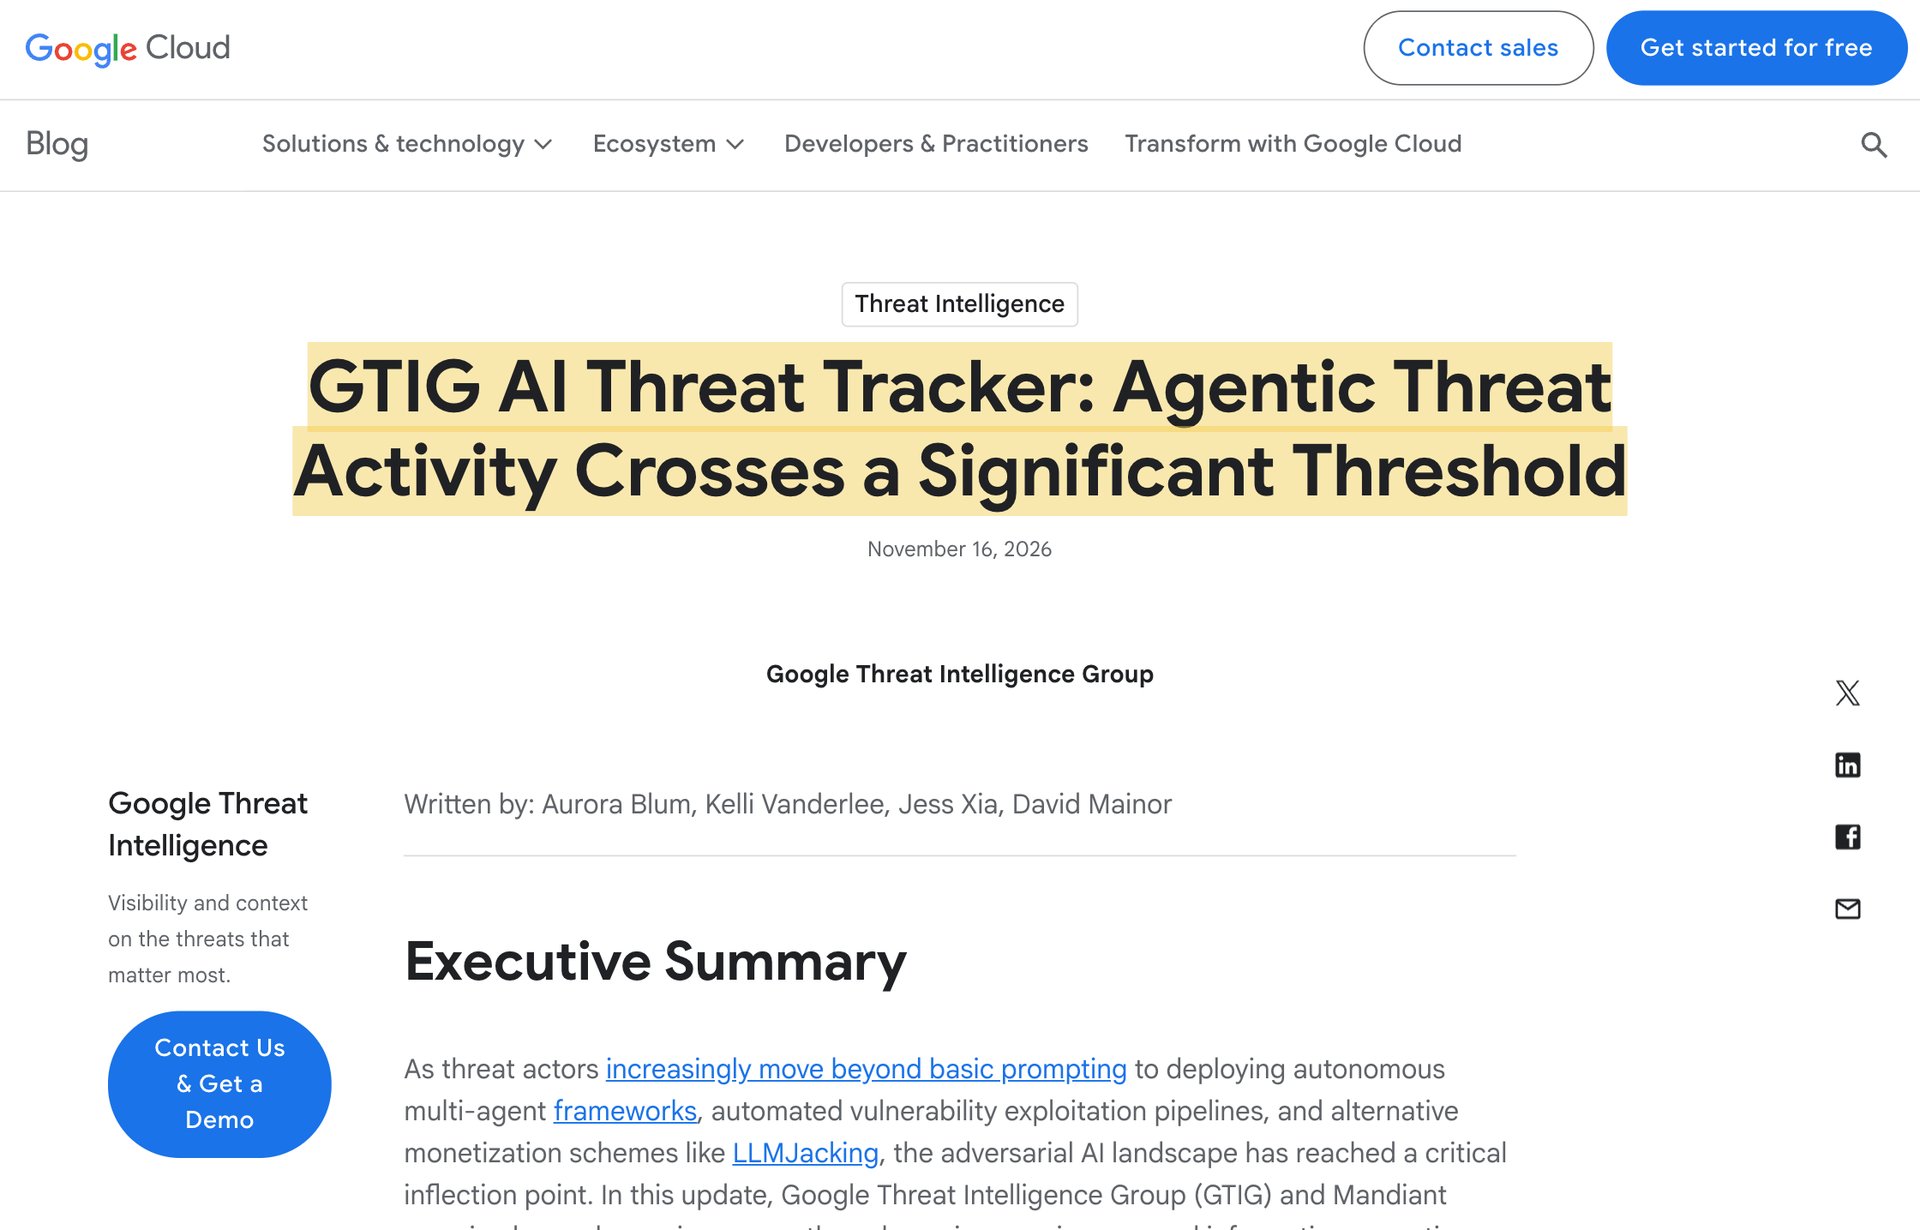 Google Cloud
Contact sales
Get started for free
Blog
Solutions & technology
Ecosystem
Developers & Practitioners
Transform with Google Cloud
Threat Intelligence
GTIG AI Threat Tracker: Agentic Threat
Activity Crosses a Significant Threshold
November 16, 2026
Google Threat Intelligence Group
Google Threat
Intelligence
Visibility and context
on the threats that
matter most.
Contact Us
& Get a
Demo
Written by: Aurora Blum, Kelli Vanderlee, Jess Xia, David Mainor
Executive Summary
As threat actors increasingly move beyond basic prompting to deploying autonomous
multi-agent frameworks, automated vulnerability exploitation pipelines, and alternative
monetization schemes like LLMJacking, the adversarial AI landscape has reached a critical
inflection point. In this update, Google Threat Intelligence Group (GTIG) and Mandiant